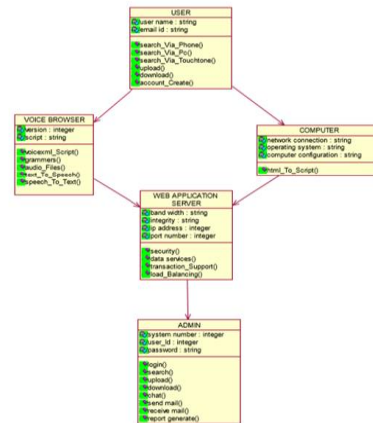 USER
user name : string
email id : string
search_Via_Phone()
search_Via_Pc()
search_Via_Touchtone()
upload()
download()
account_Create()
VOICE BROWSER
version : integer
script : string
voicexml_Script()
grammers()
audio_Files()
text_To_Speech()
speech_To_Text()
COMPUTER
network connection : string
operating system : string
computer configuration : string
html_To_Script()
WEB APPLICATION
SERVER
band width : string
integrity : string
ip address : integer
port number : integer
security()
data services()
transaction_Support()
load_Balancing()
ADMIN
system number : integer
user_Id : integer
password : string
login()
search()
upload()
download()
chat()
send mail()
receive mail()
report generate()